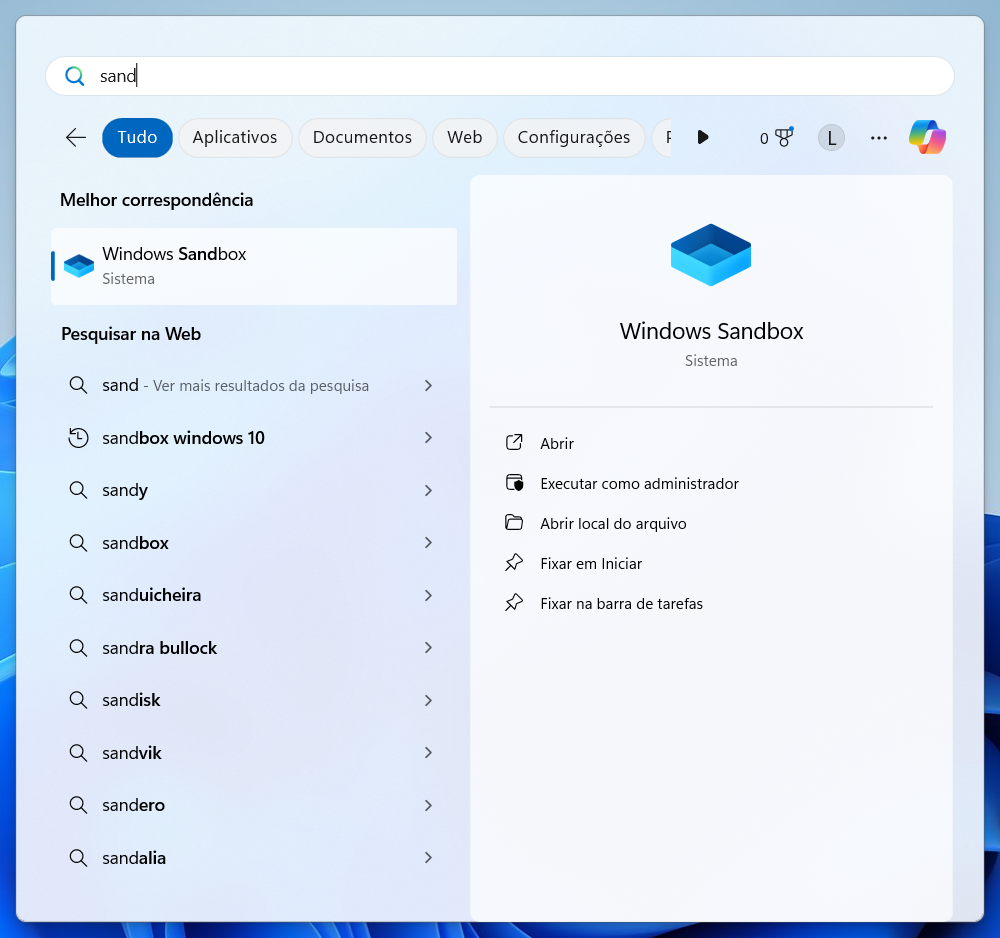 sand
Tudo Aplicativos Documentos Web Configurações 0 L
Melhor correspondência
Windows Sandbox
Sistema
Pesquisar na Web
sand - Ver mais resultados da pesquisa
sandbox windows 10
sandy
sandbox
sanduicheira
sandra bullock
sandisk
sandvik
sandero
sandalia
Windows Sandbox
Sistema
Abrir
Executar como administrador
Abrir local do arquivo
Fixar em Iniciar
Fixar na barra de tarefas